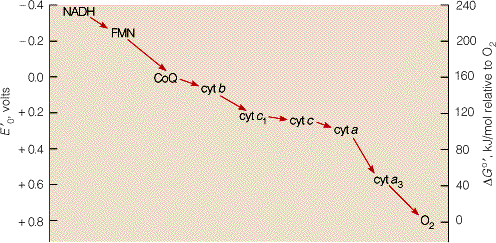 −0.4
−0.2
0.0
+0.2
+0.4
+0.6
+0.8
E′0, volts
NADH
FMN
CoQ
cyt b
cyt c1
cyt c
cyt a
cyt a3
O2
240
200
160
120
80
40
0
ΔG°′, kJ/mol relative to O2